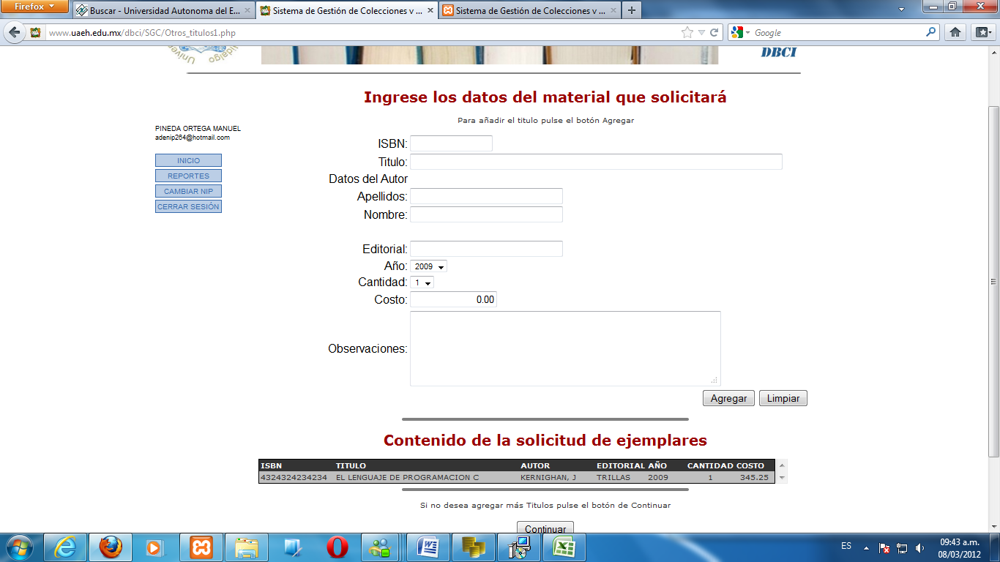 Firefox
Buscar - Universidad Autonoma del E...
Sistema de Gestión de Colecciones y ...
Sistema de Gestión de Colecciones y ...
www.uaeh.edu.mx/dbci/SGC/Otros_titulos1.php
Google
DBCI
Ingrese los datos del material que solicitará
Para añadir el titulo pulse el botón Agregar
PINEDA ORTEGA MANUEL
adenip264@hotmail.com
INICIO
REPORTES
CAMBIAR NIP
CERRAR SESIÓN
ISBN:
Titulo:
Datos del Autor
Apellidos:
Nombre:
Editorial:
Año: 2009
Cantidad: 1
Costo: 0.00
Observaciones:
Agregar Limpiar
Contenido de la solicitud de ejemplares
ISBN TITULO AUTOR EDITORIAL AÑO CANTIDAD COSTO
4324324234234 EL LENGUAJE DE PROGRAMACION C KERNIGHAN, J TRILLAS 2009 1 345.25
Si no desea agregar más Titulos pulse el botón de Continuar
Continuar
ES
09:43 a.m.
08/03/2012